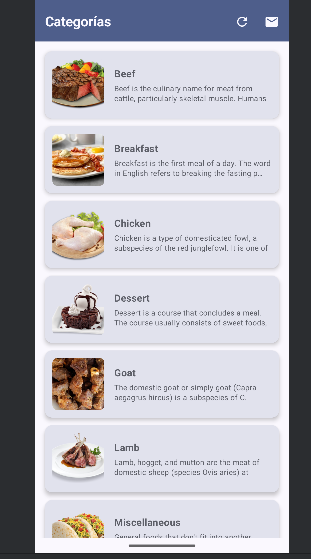 Categorías
Beef
Beef is the culinary name for meat from
cattle, particularly skeletal muscle. Humans
Breakfast
Breakfast is the first meal of a day. The word
in English refers to breaking the fasting p...
Chicken
Chicken is a type of domesticated fowl, a
subspecies of the red junglefowl. It is one of
Dessert
Dessert is a course that concludes a meal.
The course usually consists of sweet foods,
Goat
The domestic goat or simply goat (Capra
aegagrus hircus) is a subspecies of C.
Lamb
Lamb, hogget, and mutton are the meat of
domestic sheep (species Ovis aries) at
Miscellaneous
General foods that don't fit into another